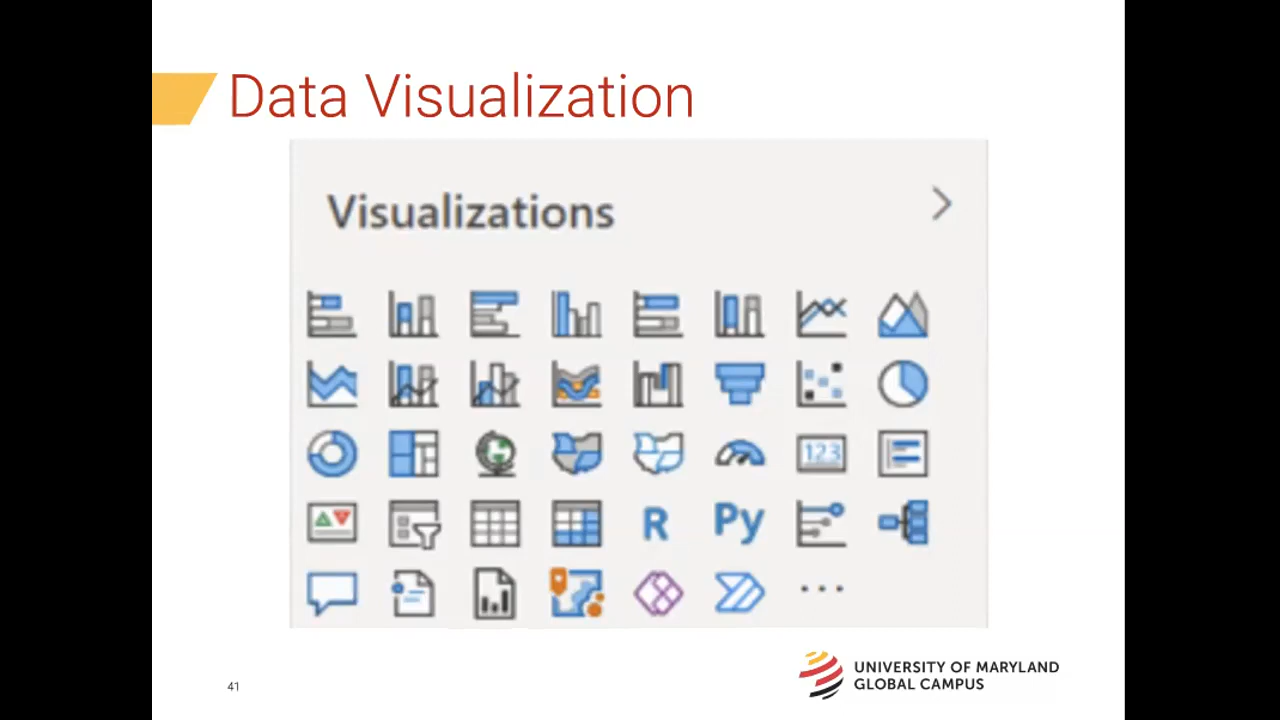 Data Visualization
Visualizations
123
R Py
...
41
UNIVERSITY OF MARYLAND
GLOBAL CAMPUS